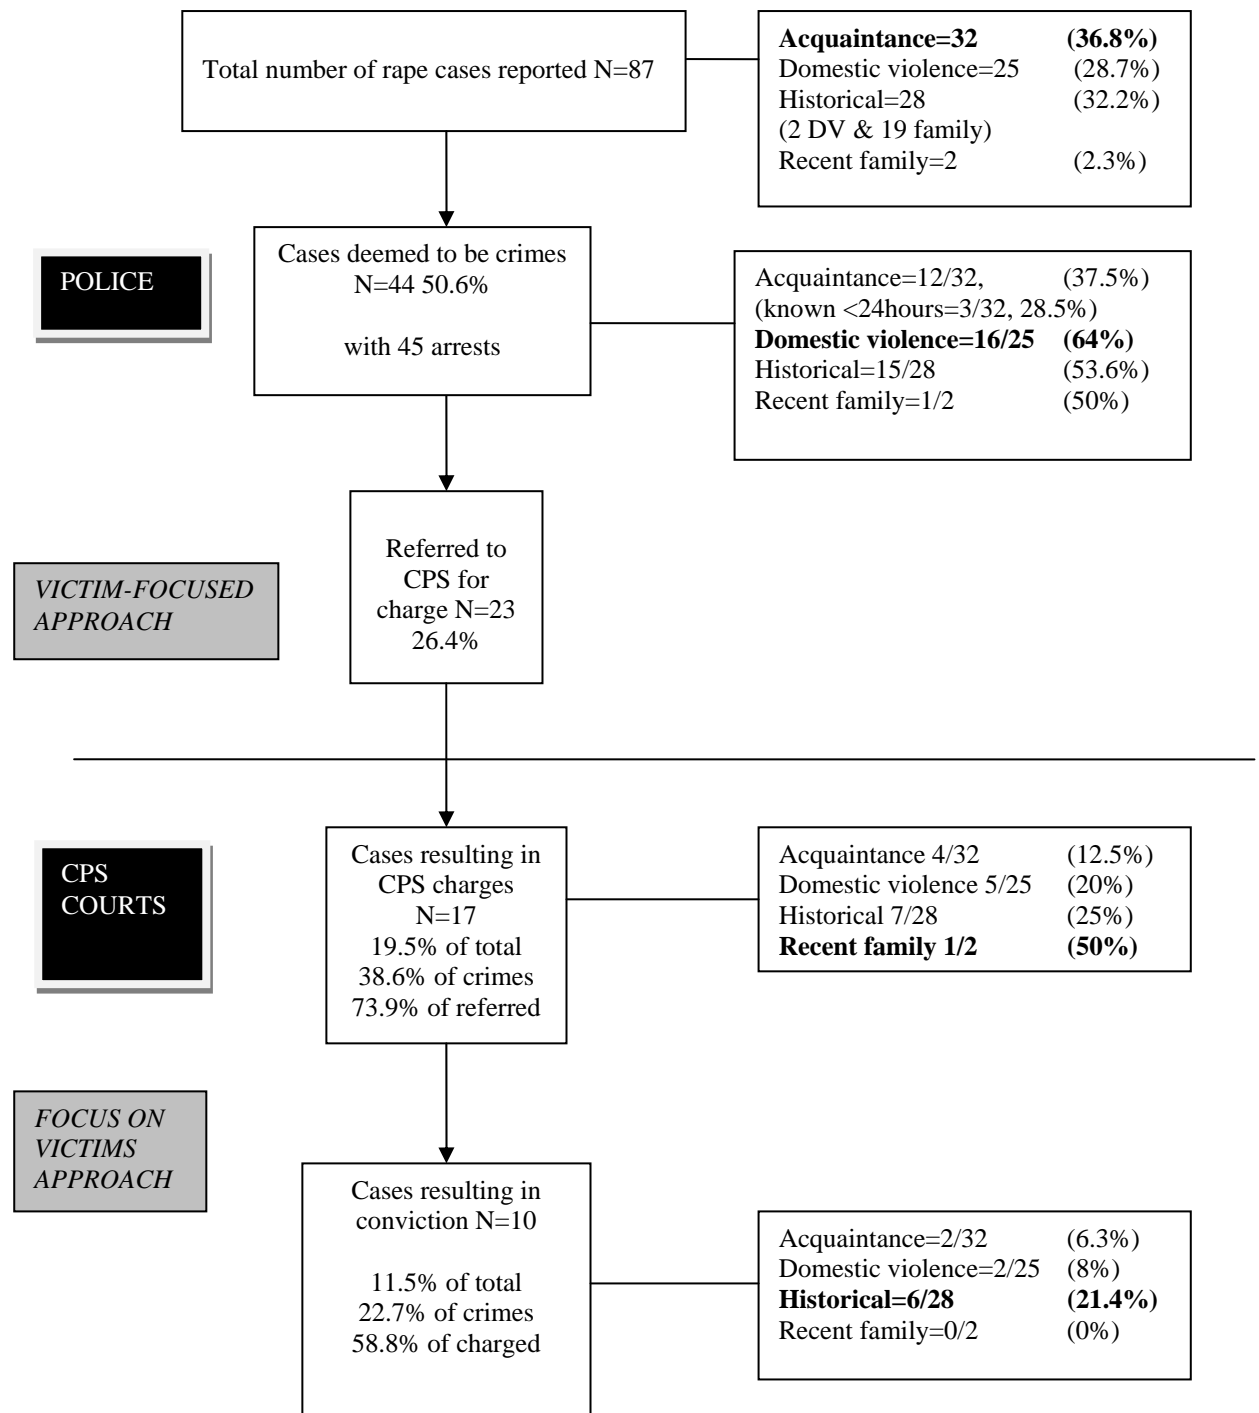 Total number of rape cases reported N=87
Acquaintance=32 (36.8%)
Domestic violence=25 (28.7%)
Historical=28 (32.2%)
(2 DV & 19 family)
Recent family=2 (2.3%)
POLICE
Cases deemed to be crimes
N=44 50.6%
with 45 arrests
Acquaintance=12/32, (37.5%)
(known <24hours=3/32, 28.5%)
Domestic violence=16/25 (64%)
Historical=15/28 (53.6%)
Recent family=1/2 (50%)
VICTIM-FOCUSED
APPROACH
Referred to
CPS for
charge N=23
26.4%
CPS
COURTS
Cases resulting in
CPS charges
N=17
19.5% of total
38.6% of crimes
73.9% of referred
Acquaintance 4/32 (12.5%)
Domestic violence 5/25 (20%)
Historical 7/28 (25%)
Recent family 1/2 (50%)
FOCUS ON
VICTIMS
APPROACH
Cases resulting in
conviction N=10
11.5% of total
22.7% of crimes
58.8% of charged
Acquaintance=2/32 (6.3%)
Domestic violence=2/25 (8%)
Historical=6/28 (21.4%)
Recent family=0/2 (0%)